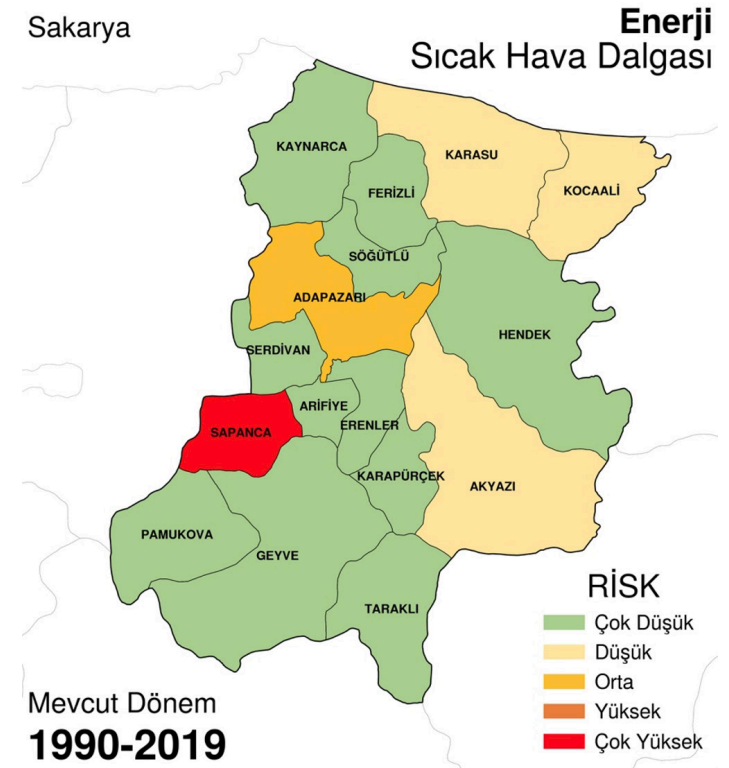 Sakarya
Enerji
Sıcak Hava Dalgası
KAYNARCA
KARASU
FERİZLİ
KOCAALİ
SÖĞÜTLÜ
ADAPAZARI
HENDEK
SERDİVAN
ARİFİYE
ERENLER
SAPANCA
KARAPÜRÇEK
AKYAZI
PAMUKOVA
GEYVE
TARAKLI
RİSK
Çok Düşük
Düşük
Orta
Yüksek
Çok Yüksek
Mevcut Dönem
1990-2019